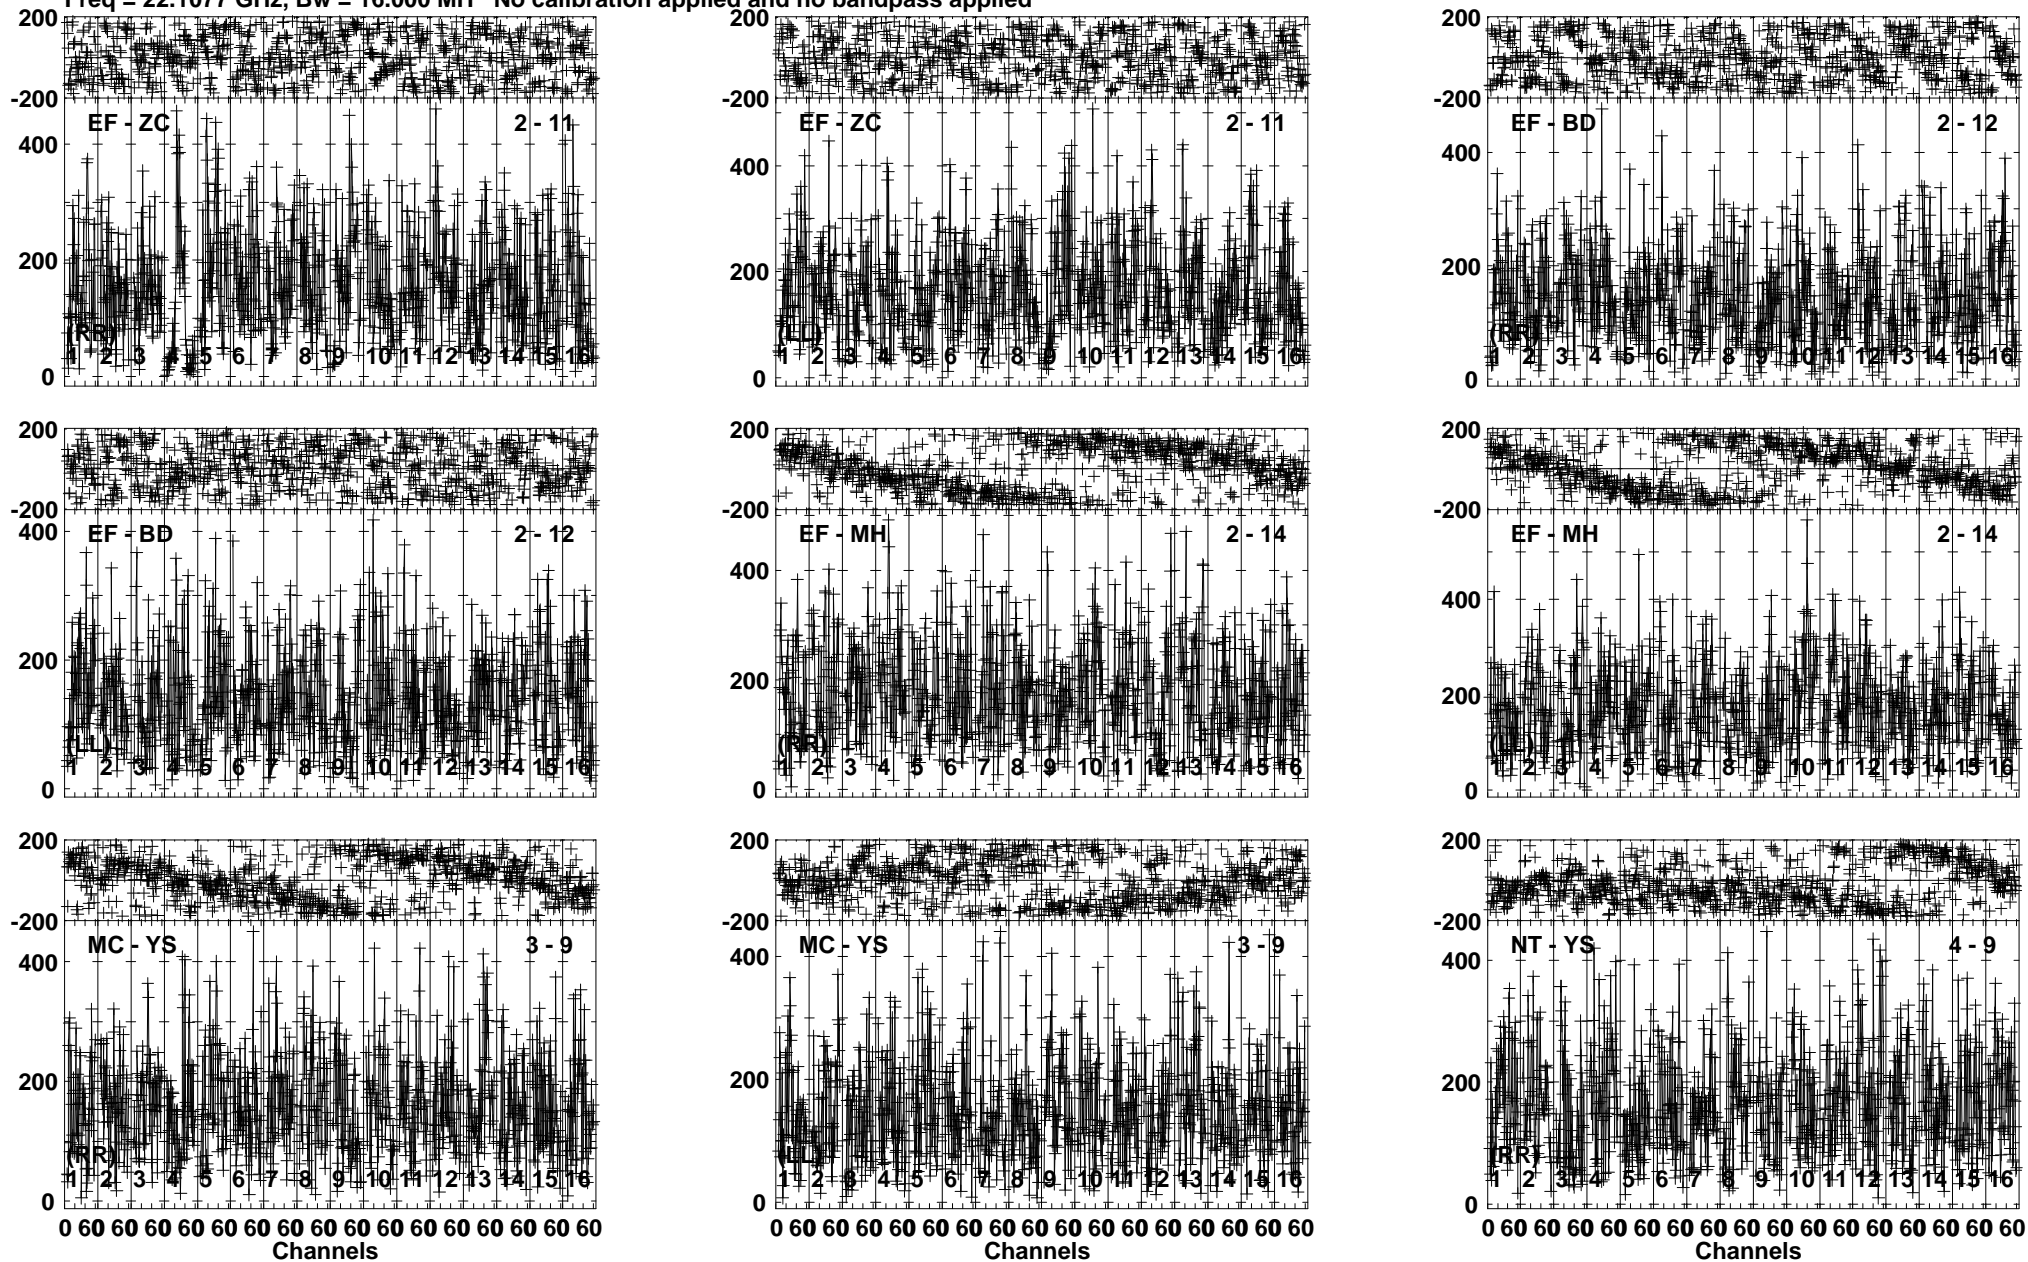 Freq = 22.1077 GHz, Bw = 16.000 MH No calibration applied and no bandpass applied
200 200 200
-200 -200 -200
EF - ZC 2 - 11 EF - ZC 2 - 11 EF - BD 2 - 12
400 400 400
200 200 200
(RR) (LL) (RR)
1 2 3 4 5 6 7 8 9 10 11 12 13 14 15 16 1 2 3 4 5 6 7 8 9 10 11 12 13 14 15 16 1 2 3 4 5 6 7 8 9 10 11 12 13 14 15 16
0 0 0
200 200 200
-200 -200 -200
EF - BD 2 - 12 EF - MH 2 - 14 EF - MH 2 - 14
400 400 400
200 200 200
(LL) (RR) (LL)
1 2 3 4 5 6 7 8 9 10 11 12 13 14 15 16 1 2 3 4 5 6 7 8 9 10 11 12 13 14 15 16 1 2 3 4 5 6 7 8 9 10 11 12 13 14 15 16
0 0 0
200 200 200
-200 -200 -200
MC - YS 3 - 9 MC - YS 3 - 9 NT - YS 4 - 9
400 400 400
200 200 200
(RR) (LL) (RR)
1 2 3 4 5 6 7 8 9 10 11 12 13 14 15 16 1 2 3 4 5 6 7 8 9 10 11 12 13 14 15 16 1 2 3 4 5 6 7 8 9 10 11 12 13 14 15 16
0 0 0
0 60 60 60 60 60 60 60 60 60 60 60 60 60 60 60 60 0 60 60 60 60 60 60 60 60 60 60 60 60 60 60 60 60 0 60 60 60 60 60 60 60 60 60 60 60 60 60 60 60 60
Channels Channels Channels